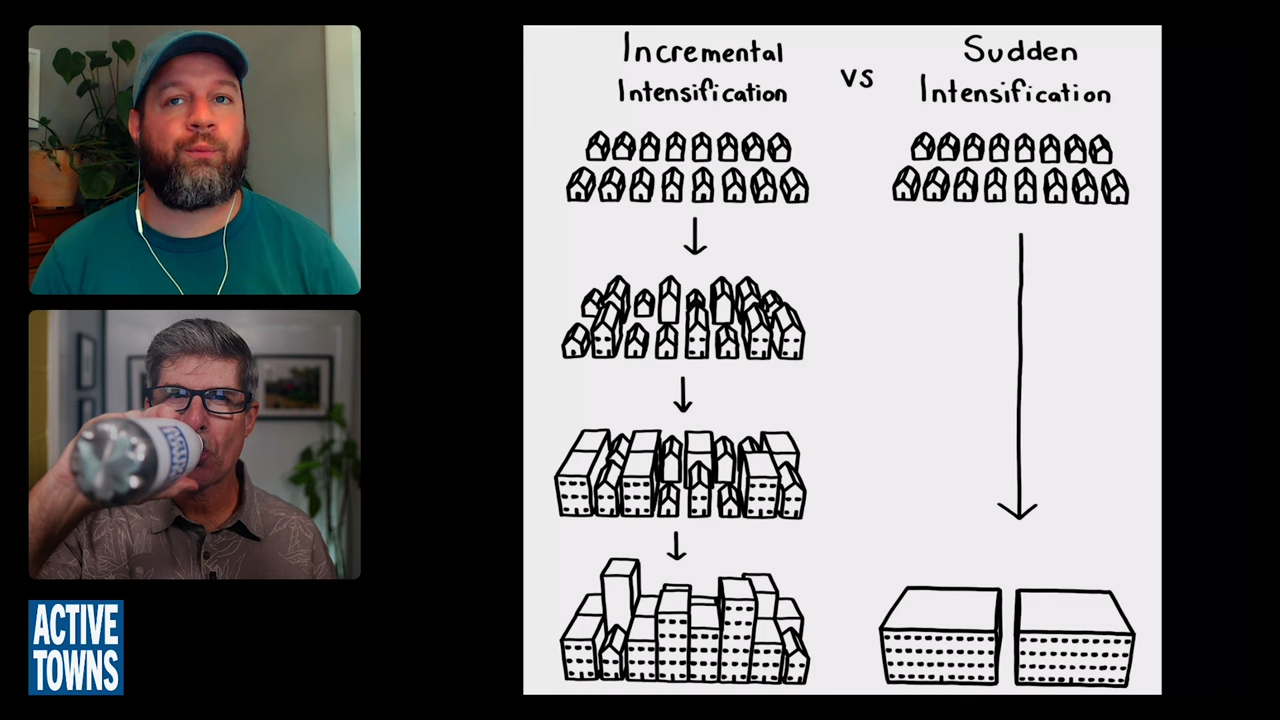 Incremental
Intensification
vs
Sudden
Intensification
ACTIVE
TOWNS